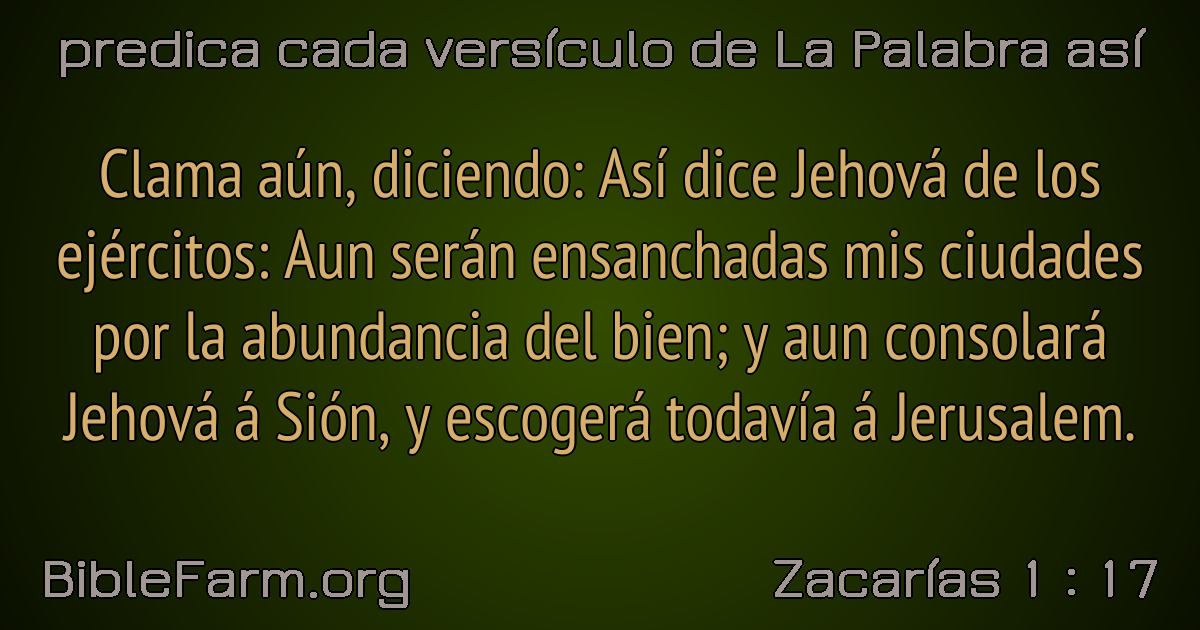 predica cada versículo de La Palabra así
Clama aún, diciendo: Así dice Jehová de los
ejércitos: Aun serán ensanchadas mis ciudades
por la abundancia del bien; y aun consolará
Jehová á Sión, y escogerá todavía á Jerusalem.
BibleFarm.org
Zacarías 1 : 17